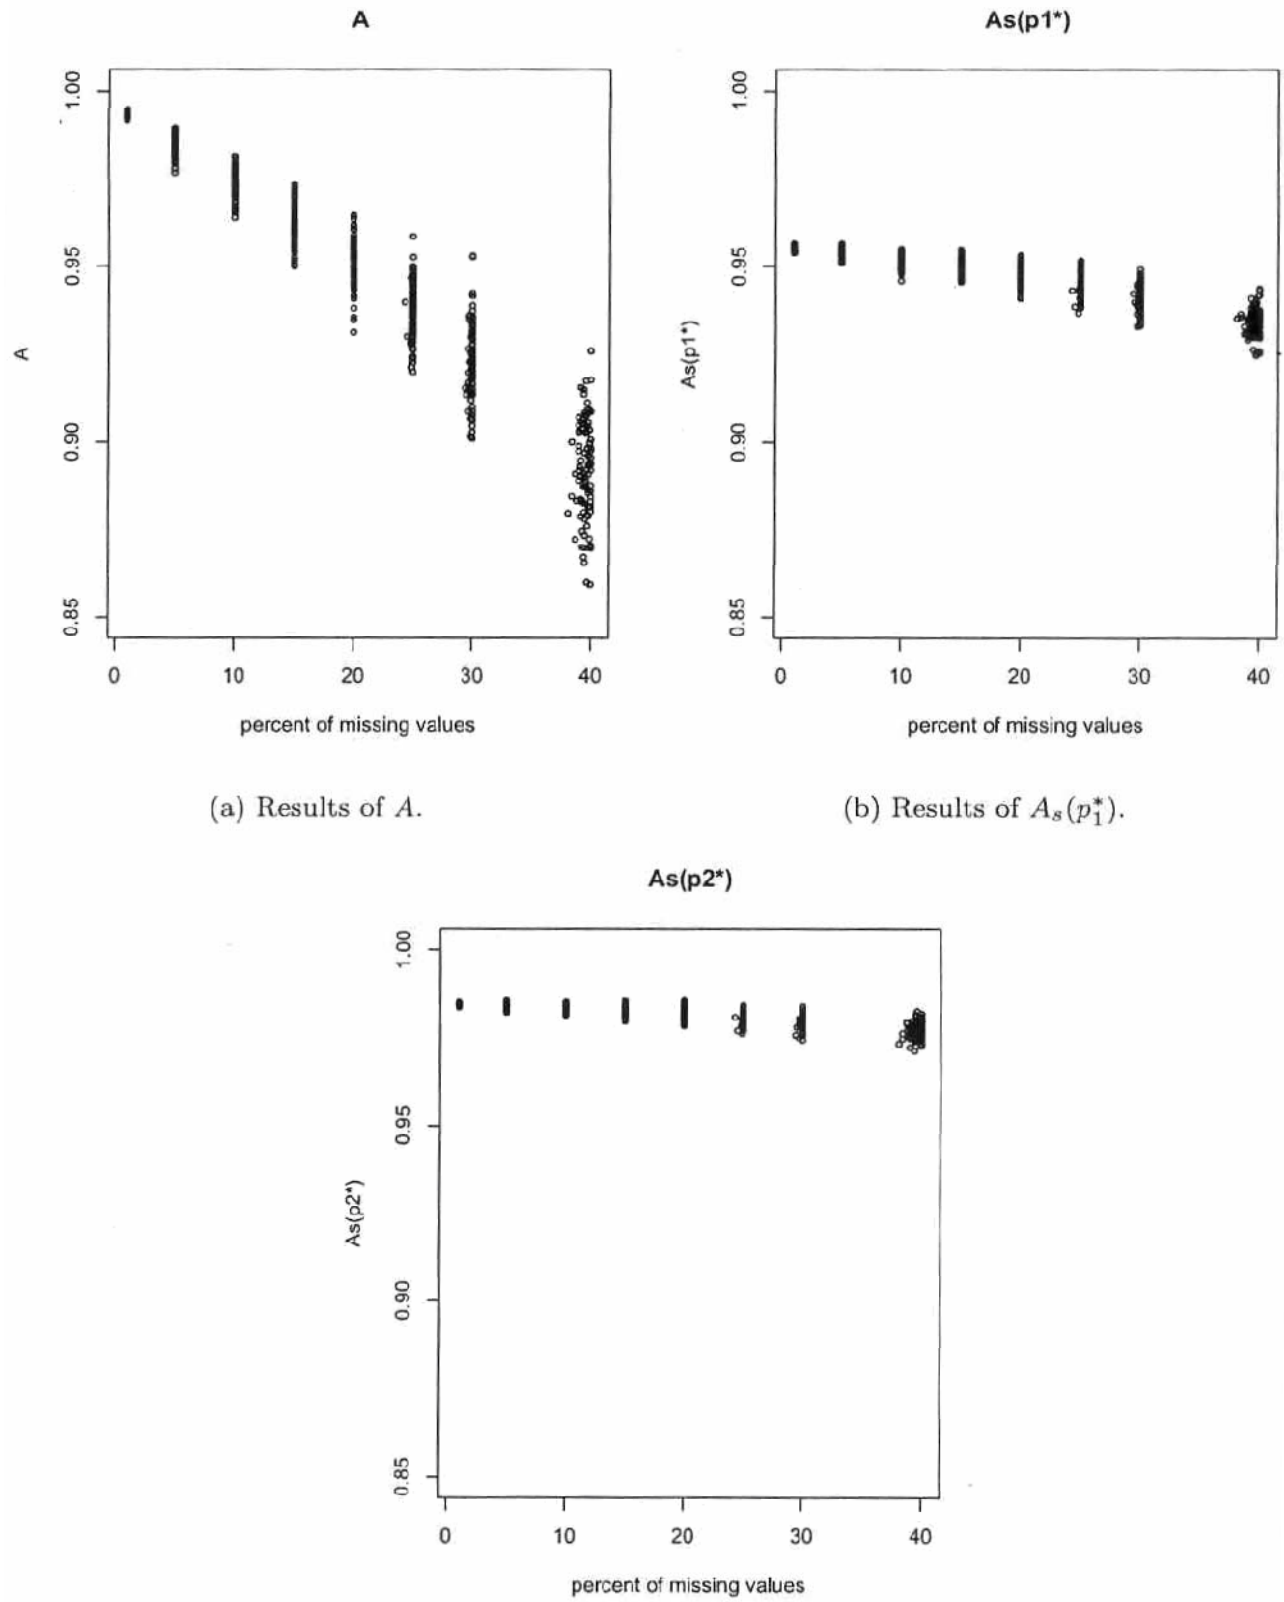 A
1.00
0.95
0.90
0.85
A
0 10 20 30 40
percent of missing values
(a) Results of A.
As(p1*)
1.00
0.95
0.90
0.85
As(p1*)
0 10 20 30 40
percent of missing values
(b) Results of A_s(p_1^*).
As(p2*)
1.00
0.95
0.90
0.85
As(p2*)
0 10 20 30 40
percent of missing values